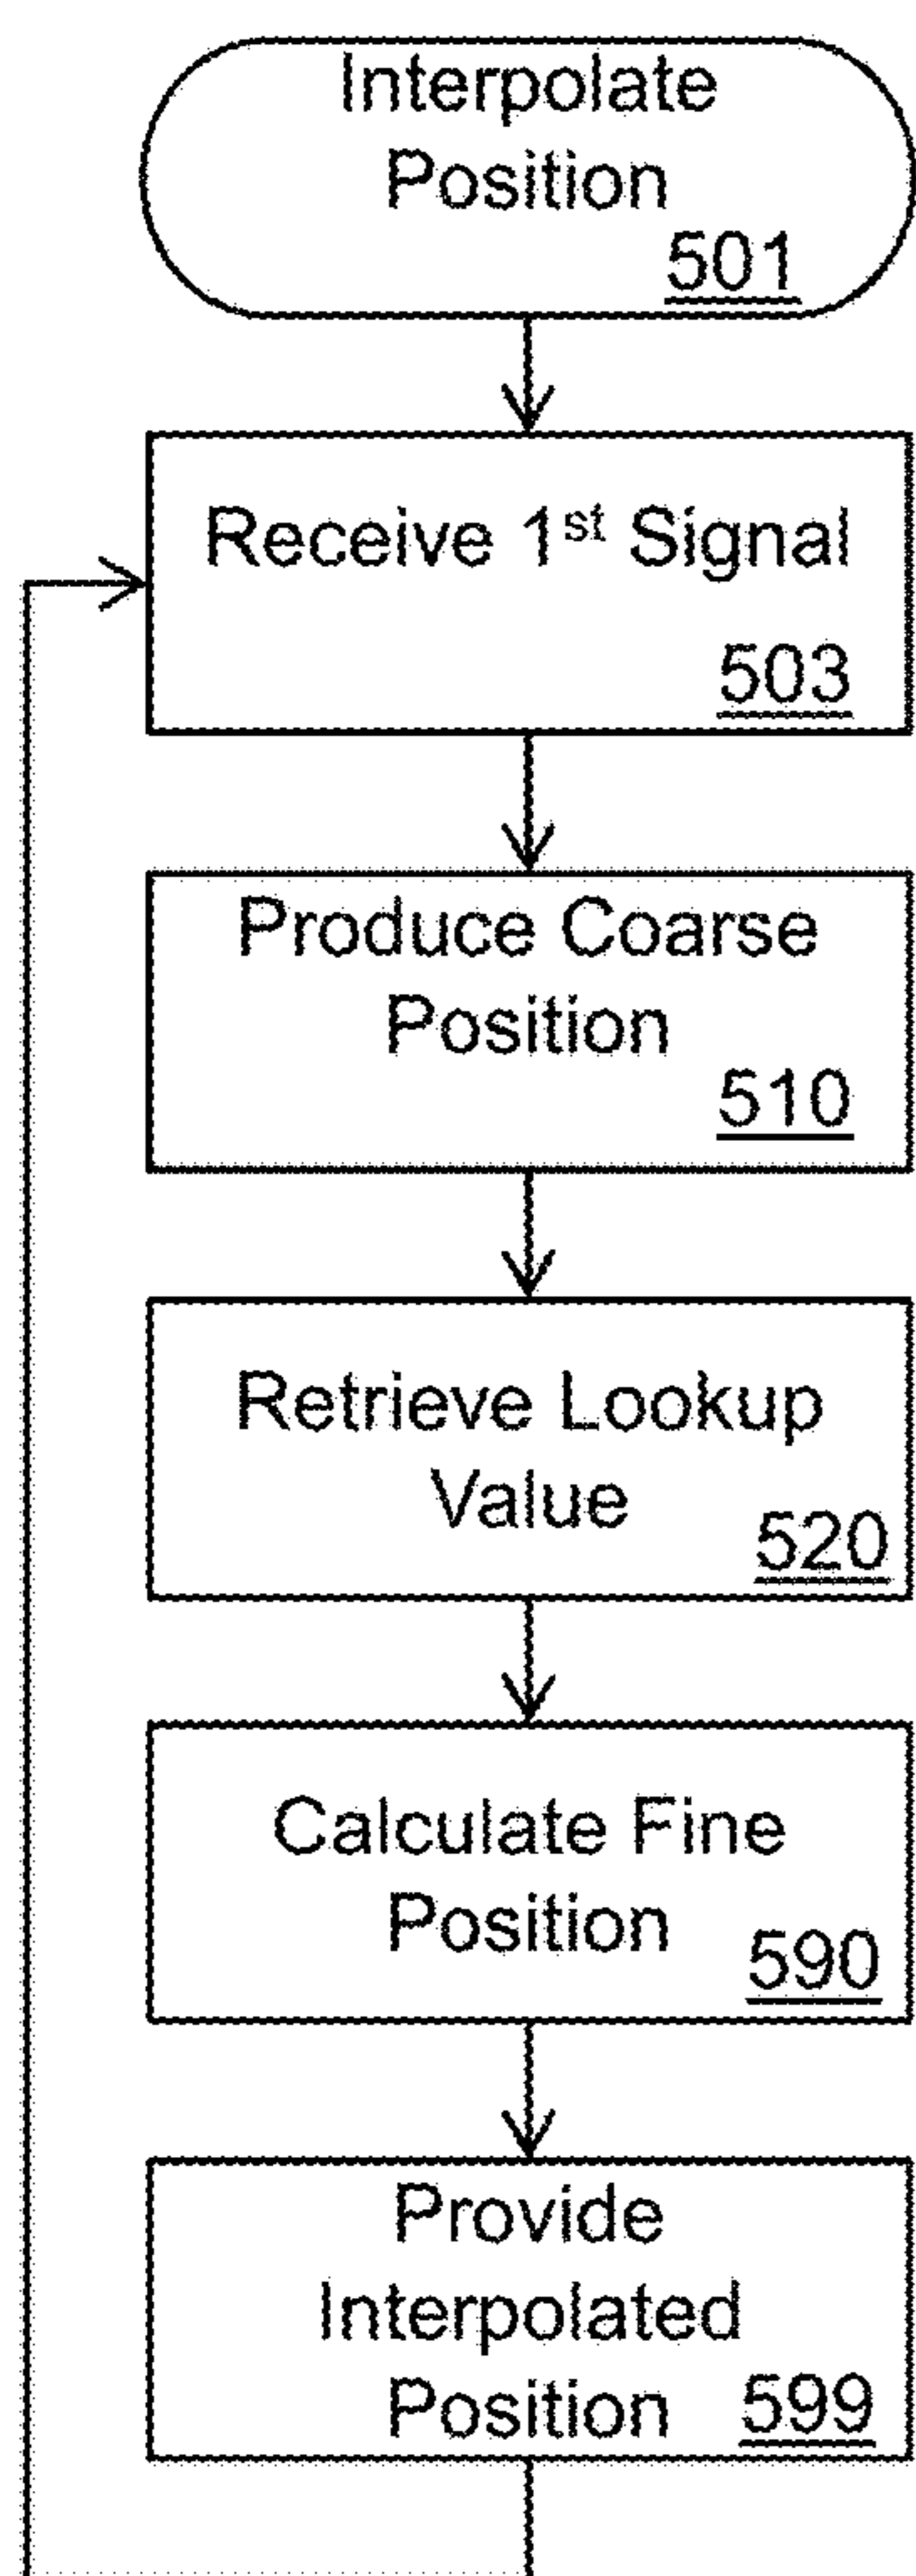 Interpolate
Position
501
Receive 1st Signal
503
Produce Coarse
Position
510
Retrieve Lookup
Value
520
Calculate Fine
Position
590
Provide
Interpolated
Position
599